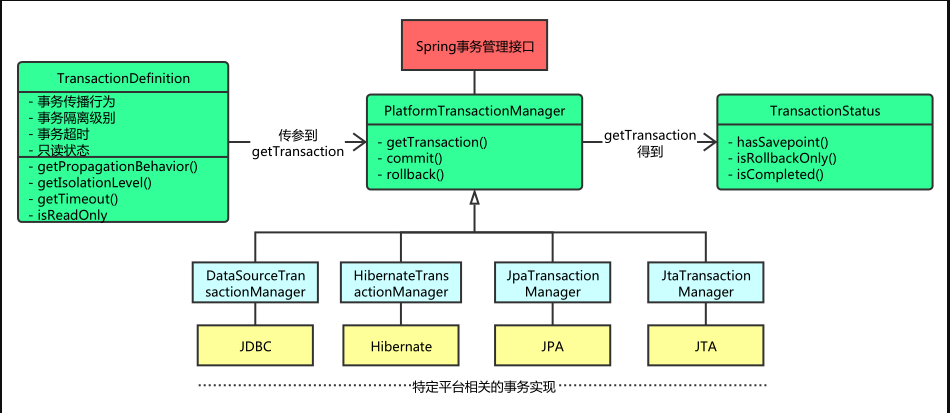 Spring事务管理接口
TransactionDefinition
- 事务传播行为
- 事务隔离级别
- 事务超时
- 只读状态
- getPropagationBehavior()
- getIsolationLevel()
- getTimeout()
- isReadOnly
传参到
getTransaction
PlatformTransactionManager
- getTransaction()
- commit()
- rollback()
getTransaction
得到
TransactionStatus
- hasSavepoint()
- isRollbackOnly()
- isCompleted()
DataSourceTran
sactionManager
HibernateTrans
actionManager
JpaTransaction
Manager
JtaTransaction
Manager
JDBC
Hibernate
JPA
JTA
特定平台相关的事务实现